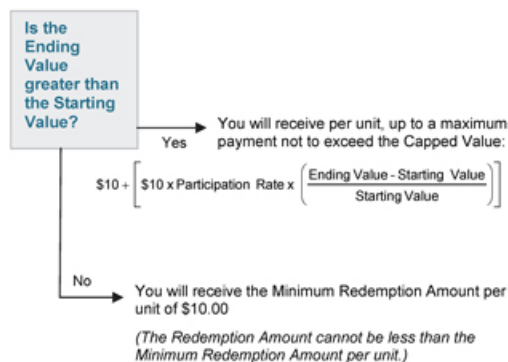 Is the
Ending
Value
greater than
the Starting
Value?
Yes
You will receive per unit, up to a maximum
payment not to exceed the Capped Value:
$10 + [ $10 x Participation Rate x ( Ending Value - Starting Value
Starting Value ) ]
No
You will receive the Minimum Redemption Amount per
unit of $10.00
(The Redemption Amount cannot be less than the
Minimum Redemption Amount per unit.)